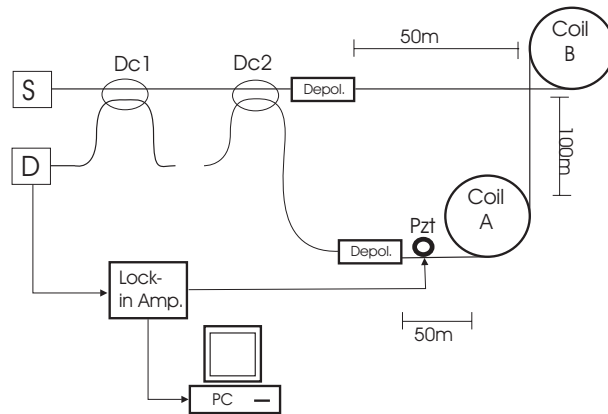 50m
Coil
B
Dc1
Dc2
S
Depol.
100m
D
Coil
A
Pzt
Depol.
Lock-
in Amp.
50m
PC